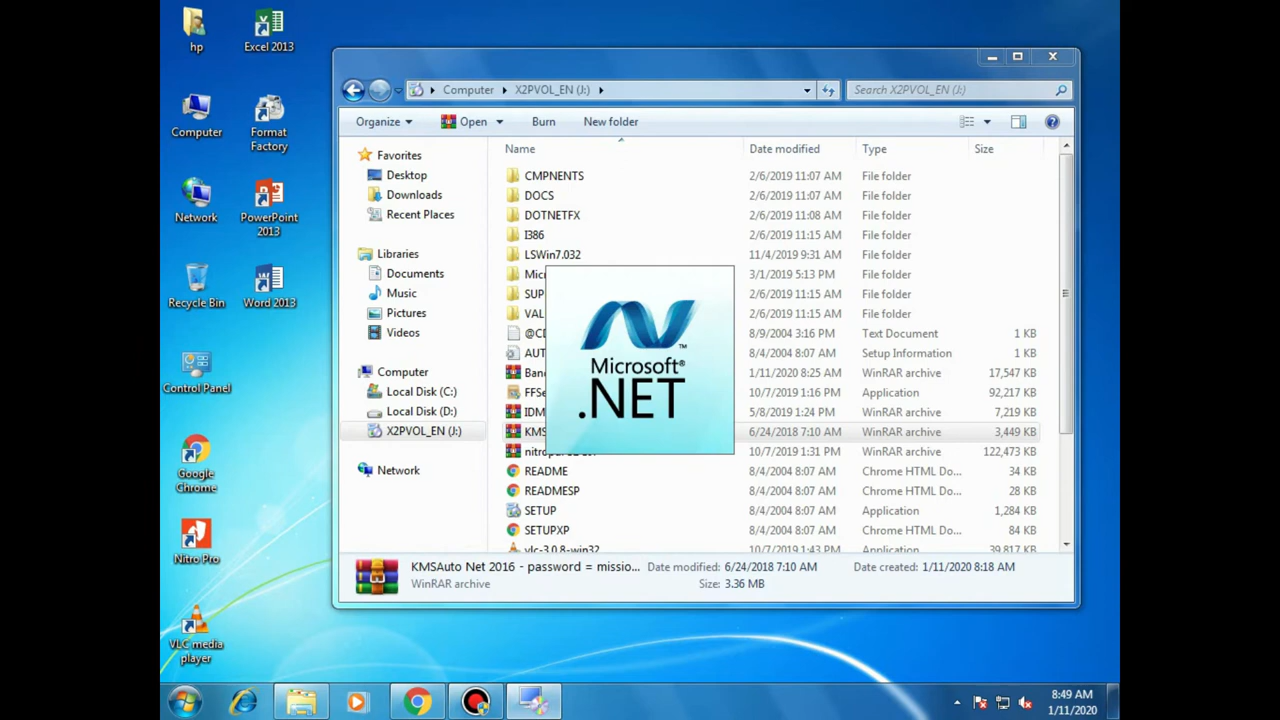 hp
Excel 2013
Computer
Format
Factory
Network
PowerPoint
2013
Recycle Bin
Word 2013
Control Panel
Google
Chrome
Nitro Pro
VLC media
player
Computer
X2PVOL_EN (J:)
Search X2PVOL_EN (J:)
Organize
Open
Burn
New folder
Favorites
Desktop
Downloads
Recent Places
Libraries
Documents
Music
Pictures
Videos
Computer
Local Disk (C:)
Local Disk (D:)
X2PVOL_EN (J:)
Network
Name Date modified Type Size
CMPNENTS 2/6/2019 11:07 AM File folder
DOCS 2/6/2019 11:07 AM File folder
DOTNETFX 2/6/2019 11:08 AM File folder
I386 2/6/2019 11:15 AM File folder
LSWin7.032 11/4/2019 9:31 AM File folder
3/1/2019 5:13 PM File folder
SUP 2/6/2019 11:15 AM File folder
VAL 2/6/2019 11:15 AM File folder
8/9/2004 3:16 PM Text Document 1 KB
AUT 8/4/2004 8:07 AM Setup Information 1 KB
1/11/2020 8:25 AM WinRAR archive 17,547 KB
10/7/2019 1:16 PM Application 92,217 KB
IDM 5/8/2019 1:24 PM WinRAR archive 7,219 KB
KMS 6/24/2018 7:10 AM WinRAR archive 3,449 KB
10/7/2019 1:31 PM WinRAR archive 122,473 KB
README 8/4/2004 8:07 AM Chrome HTML Do... 34 KB
READMESP 8/4/2004 8:07 AM Chrome HTML Do... 28 KB
SETUP 8/4/2004 8:07 AM Application 1,284 KB
SETUPXP 8/4/2004 8:07 AM Chrome HTML Do... 84 KB
vlc-3.0.8-win32 10/7/2019 1:43 PM Application 39,817 KB
Microsoft®
.NET
™
KMSAuto Net 2016 - password = missio... Date modified: 6/24/2018 7:10 AM Date created: 1/11/2020 8:18 AM
WinRAR archive Size: 3.36 MB
8:49 AM
1/11/2020